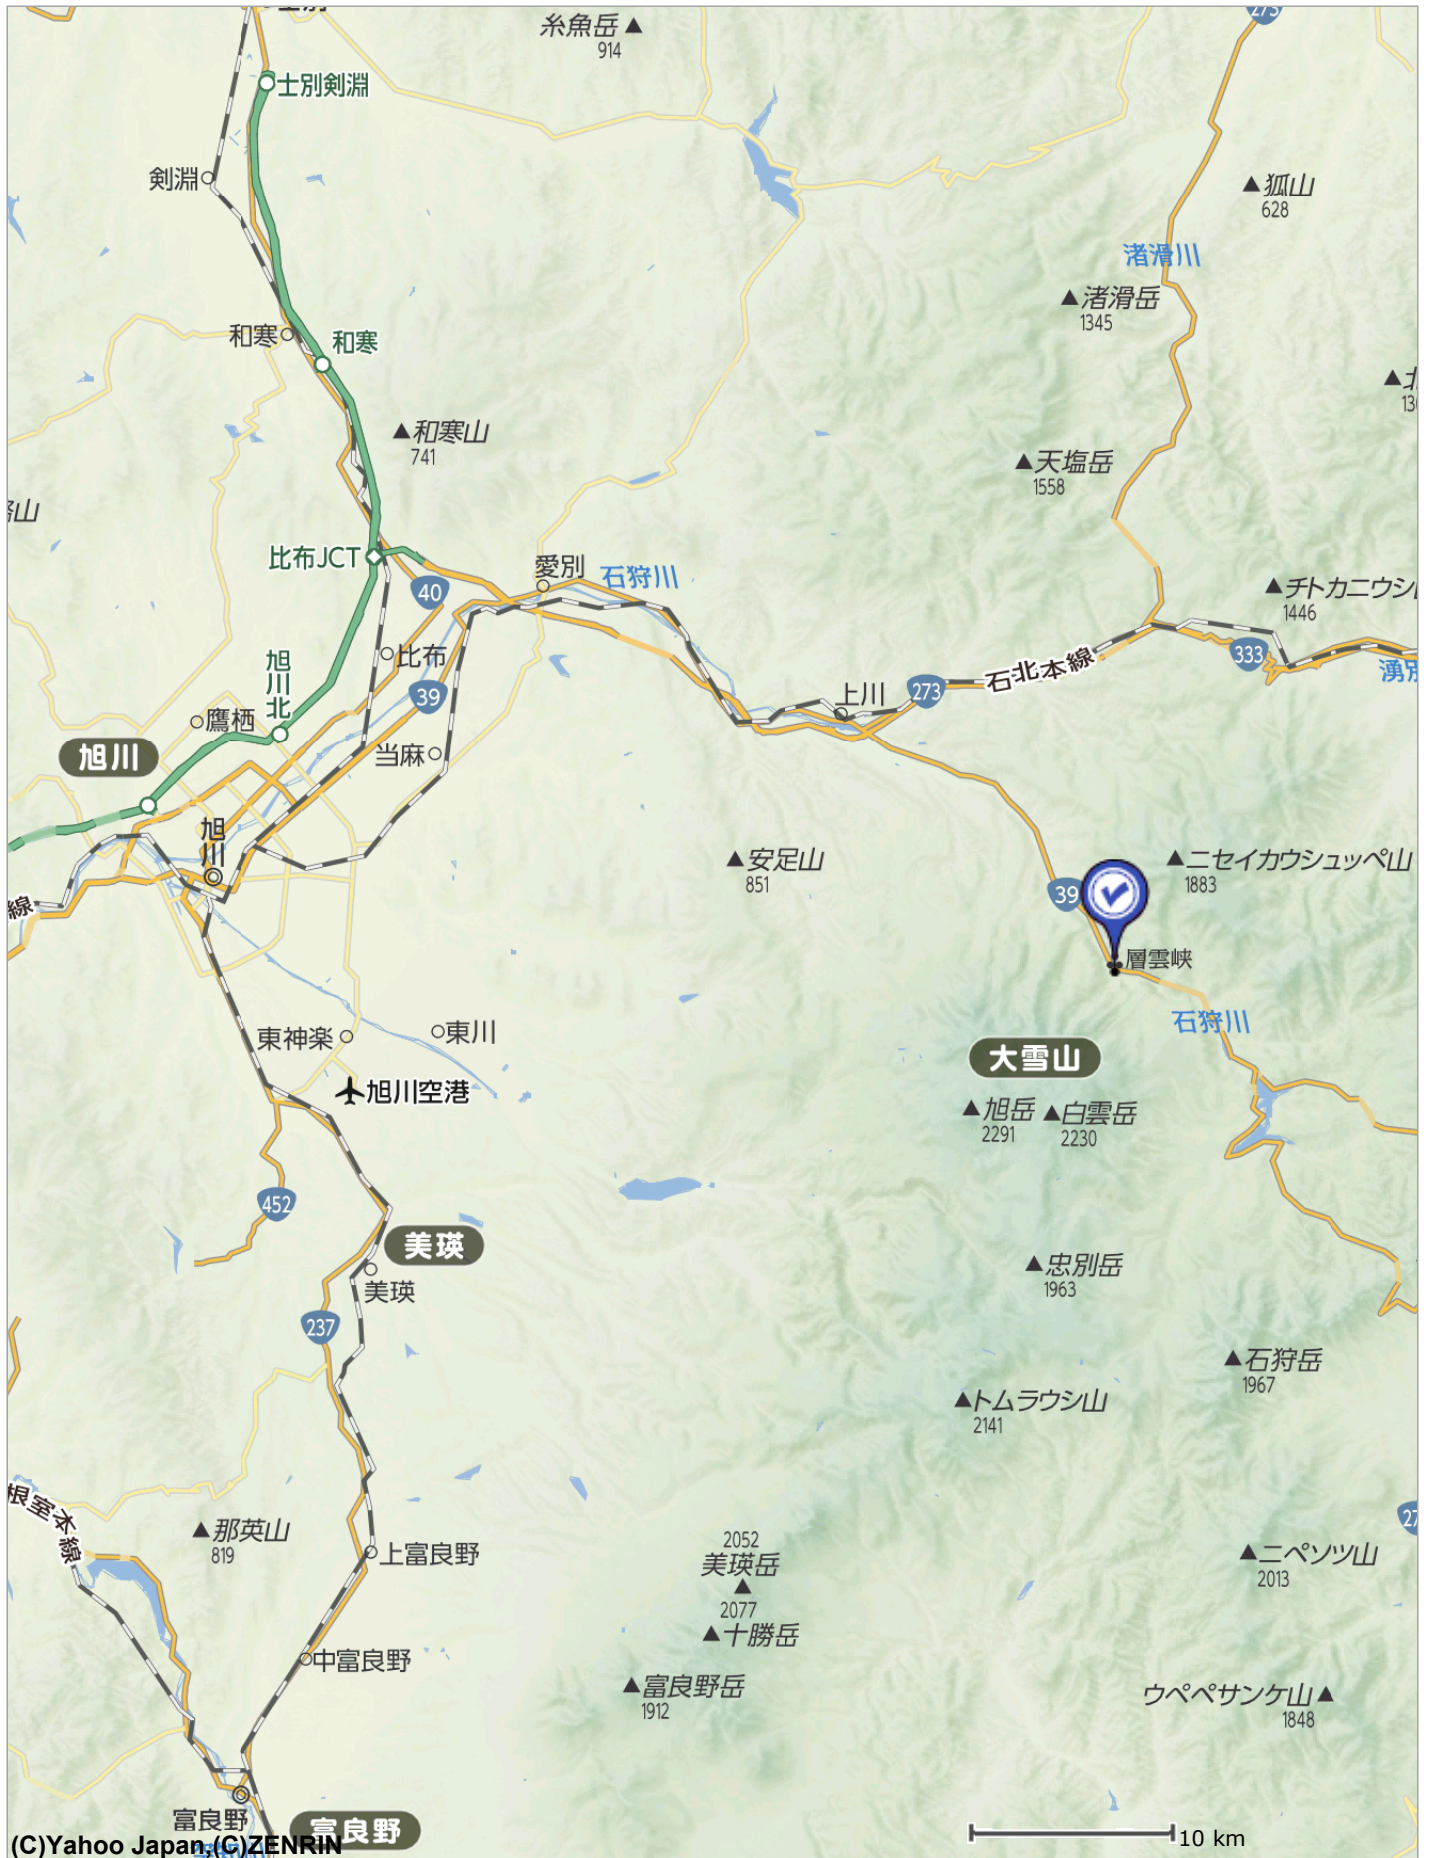 糸魚岳
914
士別剣淵
剣淵
狐山
628
渚滑川
渚滑岳
1345
和寒
和寒
和寒山
741
天塩岳
1558
比布JCT
40
愛別
石狩川
1446
比布
39
旭川北
333
石北本線
273
上川
鷹栖
旭川
当麻
旭川
安足山
851
ニセイカウシュッペ山
1883
39
線
層雲峡
石狩川
東神楽
東川
大雪山
旭川空港
旭岳
2291
白雲岳
2230
452
美瑛
忠別岳
1963
美瑛
237
石狩岳
1967
トムラウシ山
2141
根室本線
那英山
819
上富良野
2052
美瑛岳
2077
十勝岳
ニペソツ山
2013
中富良野
富良野岳
1912
ウペペサンケ山
1848
富良野
富良野
10 km
(C)Yahoo Japan,(C)ZENRIN